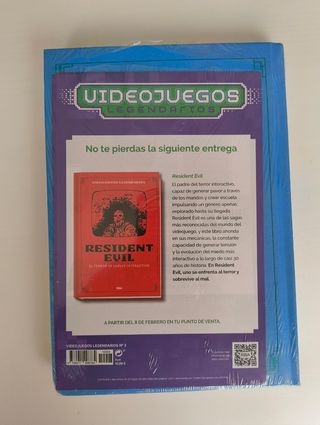 VIDEOJUEGOS
LEGENDARIOS
No te pierdas la siguiente entrega
Resident Evil
El padre del terror interactivo,
capaz de generar pavor a través
de los mandos y crear escuela
impulsando un género apenas
explorado hasta su llegada.
Resident Evil es una de las sagas
más reconocidas del mundo del
videojuego, y este libro ahonda
en sus mecánicas, la constante
capacidad de generar tensión
y la evolución del miedo más
interactivo a lo largo de casi 30
años de historia. En Resident
Evil, uno se enfrenta al terror y
sobrevive al mal.
VIDEOJUEGOS LEGENDARIOS
RESIDENT
EVIL
A PARTIR DEL 8 DE FEBRERO EN TU PUNTO DE VENTA.
VIDEOJUEGOS LEGENDARIOS Nº 2